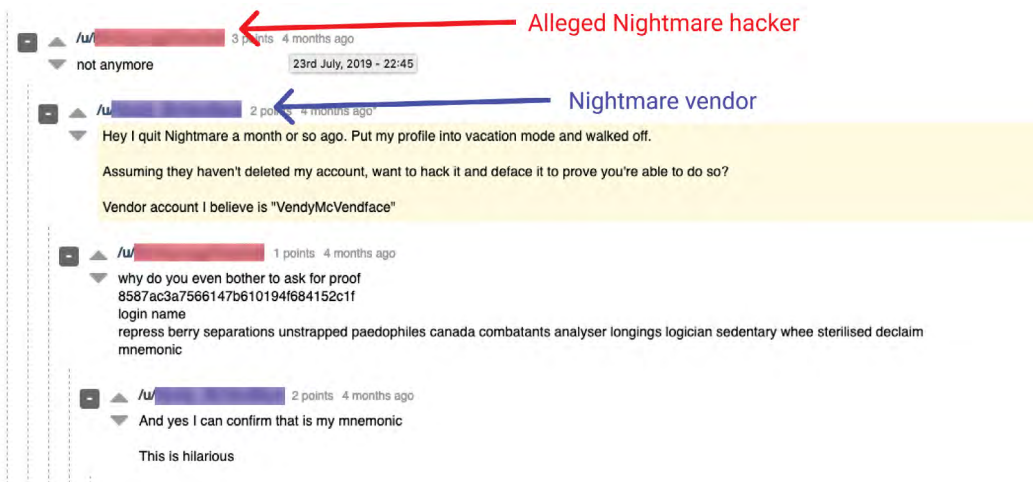 Alleged Nightmare hacker
- /u/ 3 points 4 months ago
not anymore
23rd July, 2019 - 22:45
Nightmare vendor
- /u/ 2 points 4 months ago*
Hey I quit Nightmare a month or so ago. Put my profile into vacation mode and walked off.
Assuming they haven't deleted my account, want to hack it and deface it to prove you're able to do so?
Vendor account I believe is "VendyMcVendface"
- /u/ 1 points 4 months ago
why do you even bother to ask for proof
8587ac3a7566147b610194f684152c1f
login name
repress berry separations unstrapped paedophiles canada combatants analyser longings logician sedentary whee sterilised declaim
mnemonic
- /u/ 2 points 4 months ago
And yes I can confirm that is my mnemonic
This is hilarious